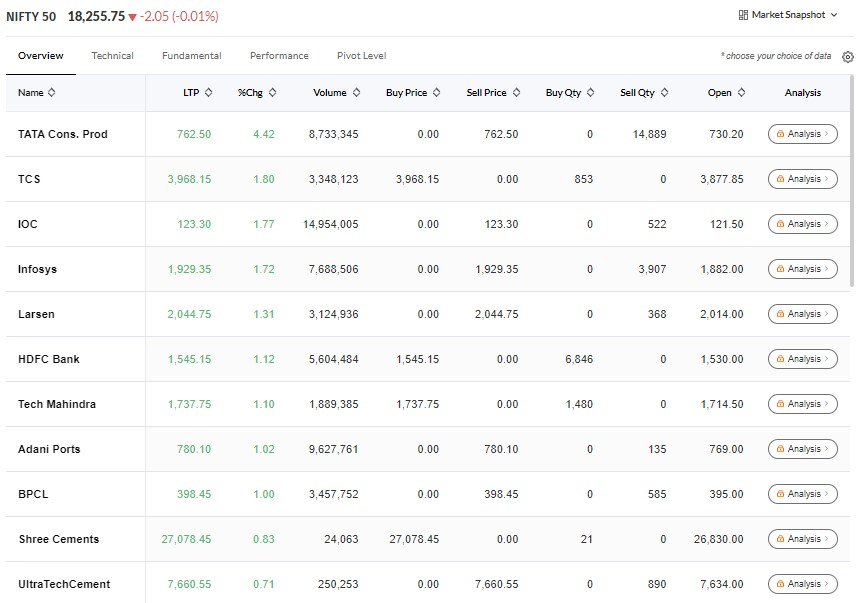 NIFTY 50 18,255.75 -2.05 (-0.01%) Market Snapshot
Overview Technical Fundamental Performance Pivot Level * choose your choice of data
Name LTP %Chg Volume Buy Price Sell Price Buy Qty Sell Qty Open Analysis
TATA Cons. Prod 762.50 4.42 8,733,345 0.00 762.50 0 14,889 730.20 Analysis
TCS 3,968.15 1.80 3,348,123 3,968.15 0.00 853 0 3,877.85 Analysis
IOC 123.30 1.77 14,954,005 0.00 123.30 0 522 121.50 Analysis
Infosys 1,929.35 1.72 7,688,506 0.00 1,929.35 0 3,907 1,882.00 Analysis
Larsen 2,044.75 1.31 3,124,936 0.00 2,044.75 0 368 2,014.00 Analysis
HDFC Bank 1,545.15 1.12 5,604,484 1,545.15 0.00 6,846 0 1,530.00 Analysis
Tech Mahindra 1,737.75 1.10 1,889,385 1,737.75 0.00 1,480 0 1,714.50 Analysis
Adani Ports 780.10 1.02 9,627,761 0.00 780.10 0 135 769.00 Analysis
BPCL 398.45 1.00 3,457,752 0.00 398.45 0 585 395.00 Analysis
Shree Cements 27,078.45 0.83 24,063 27,078.45 0.00 21 0 26,830.00 Analysis
UltraTechCement 7,660.55 0.71 250,253 0.00 7,660.55 0 890 7,634.00 Analysis